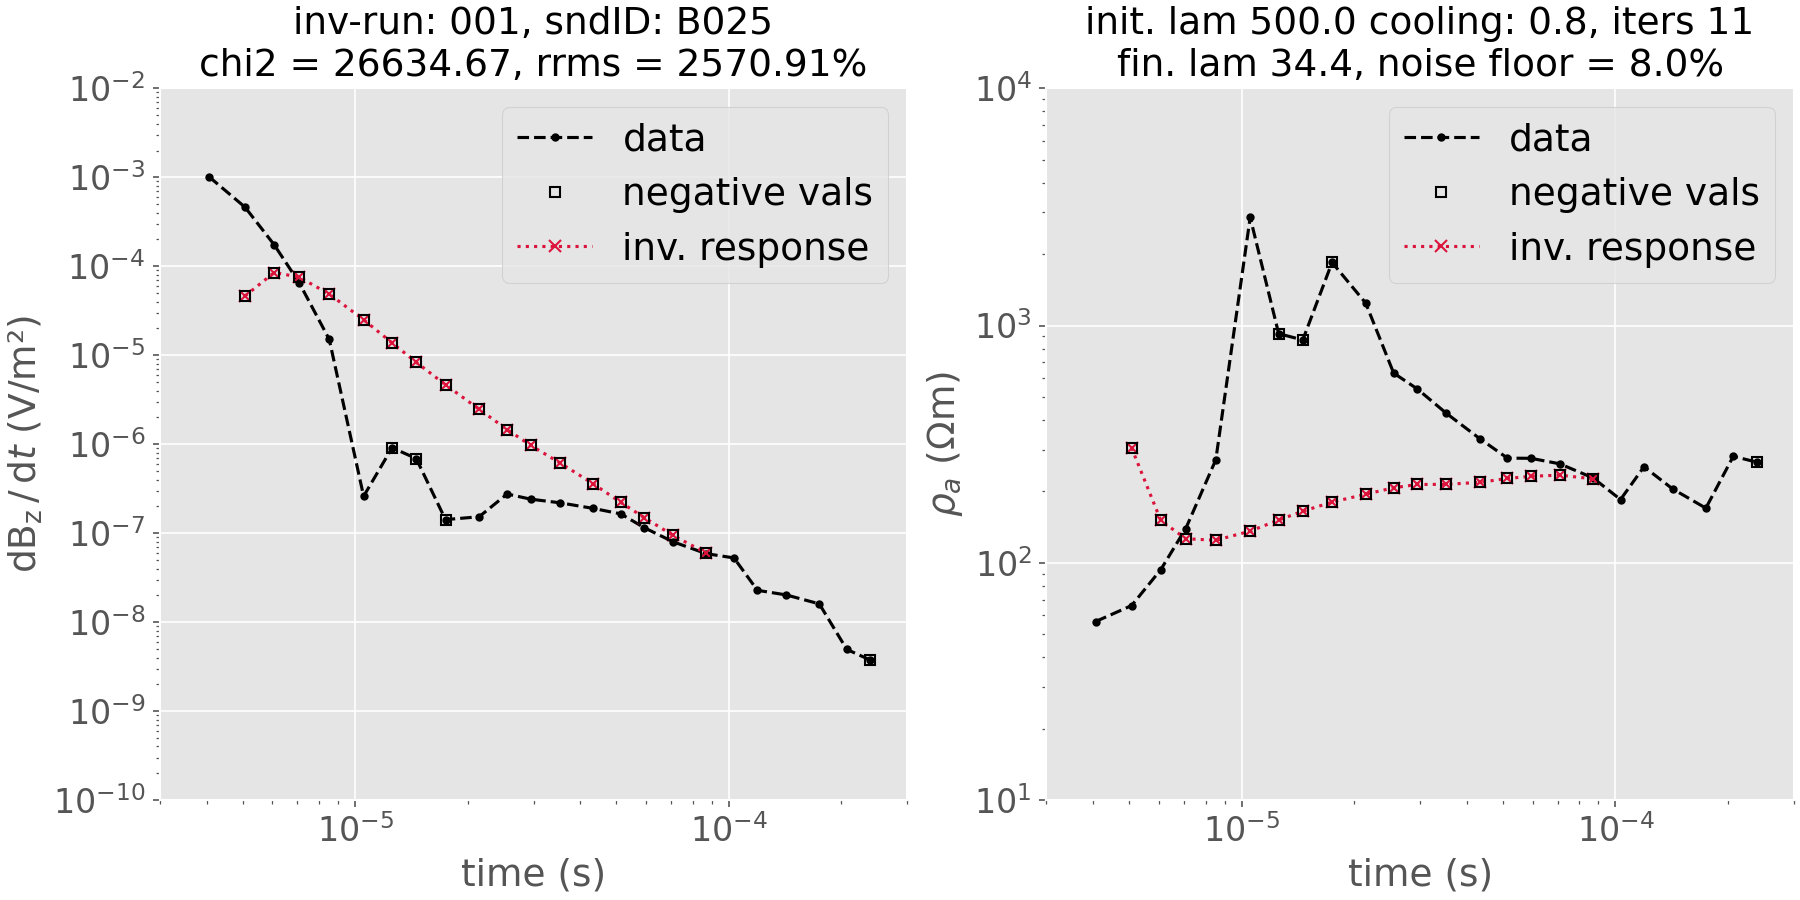 inv-run: 001, sndID: B025
chi2 = 26634.67, rrms = 2570.91%
10⁻²
10⁻³
10⁻⁴
10⁻⁵
10⁻⁶
10⁻⁷
10⁻⁸
10⁻⁹
10⁻¹⁰
dB_z / dt (V/m²)
data
negative vals
inv. response
10⁻⁵ 10⁻⁴
time (s)
init. lam 500.0 cooling: 0.8, iters 11
fin. lam 34.4, noise floor = 8.0%
10⁴
10³
10²
10¹
ρₐ (Ωm)
data
negative vals
inv. response
10⁻⁵ 10⁻⁴
time (s)